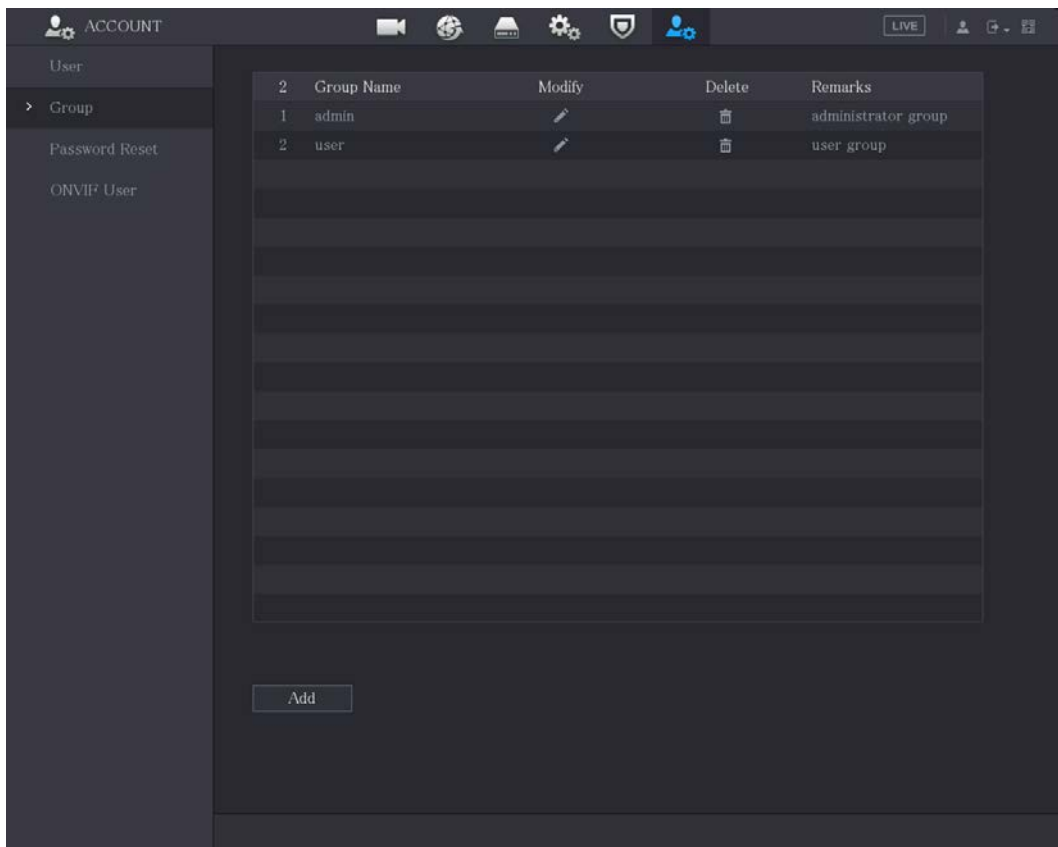 ACCOUNT LIVE
User
Group
Password Reset
ONVIF User
2 Group Name Modify Delete Remarks
1 admin administrator group
2 user user group
Add